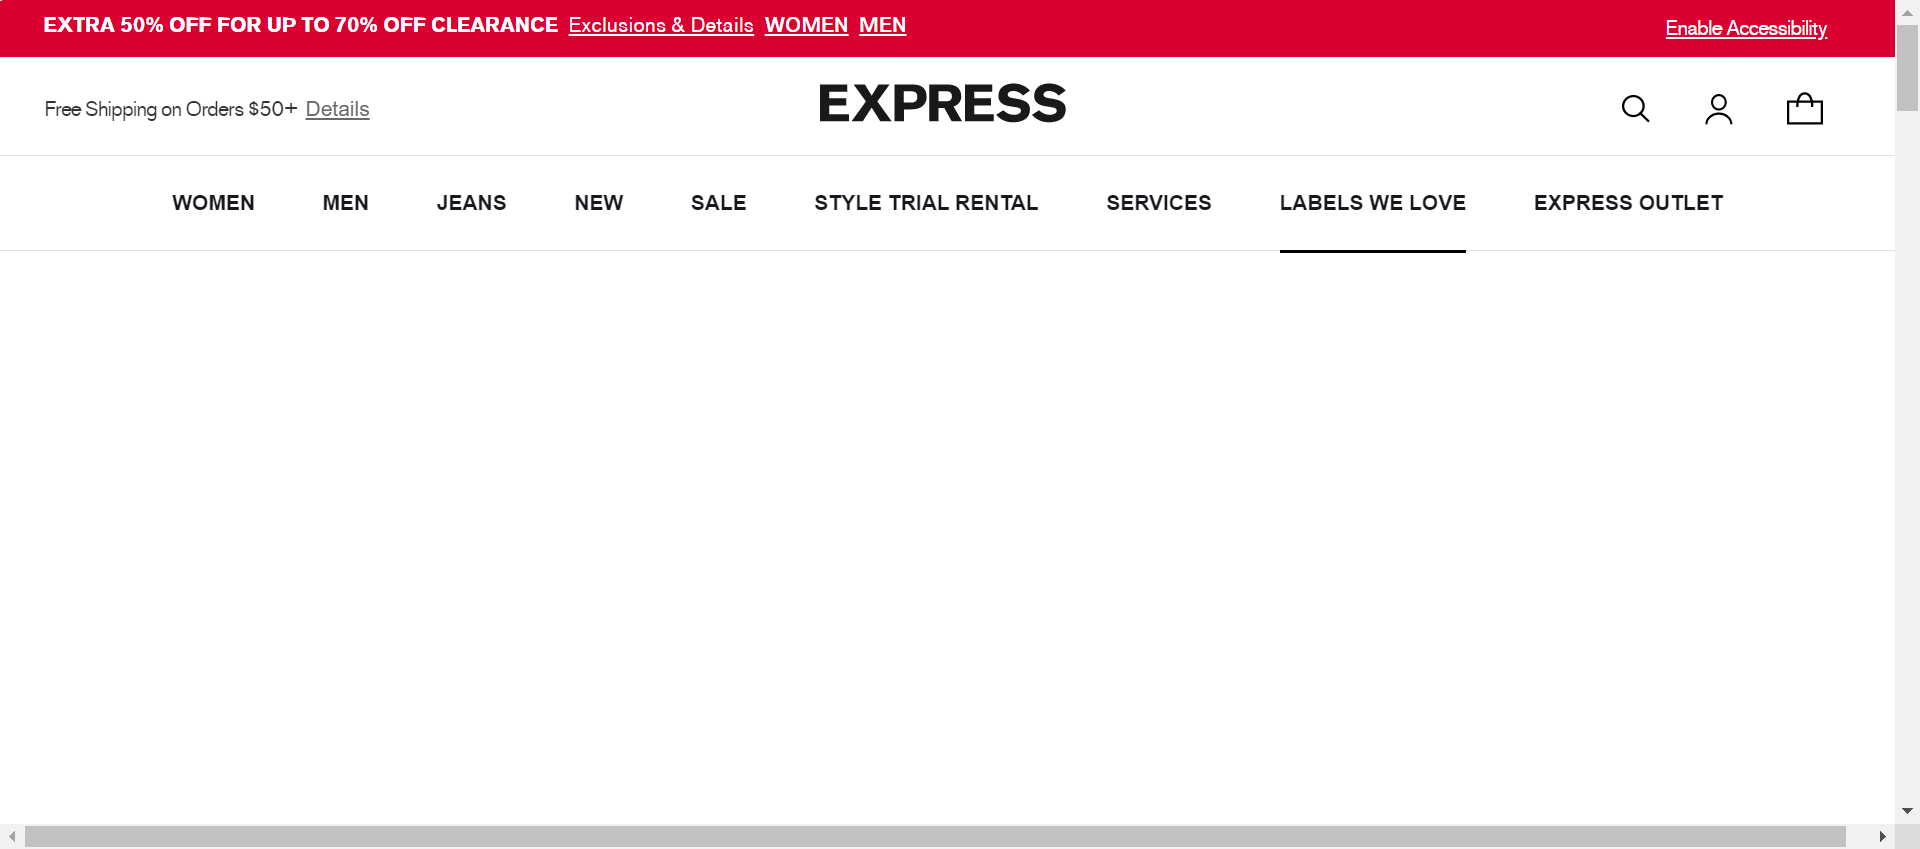 EXTRA 50% OFF FOR UP TO 70% OFF CLEARANCE Exclusions & Details WOMEN MEN
Enable Accessibility
Free Shipping on Orders $50+ Details
EXPRESS
WOMEN MEN JEANS NEW SALE STYLE TRIAL RENTAL SERVICES LABELS WE LOVE EXPRESS OUTLET